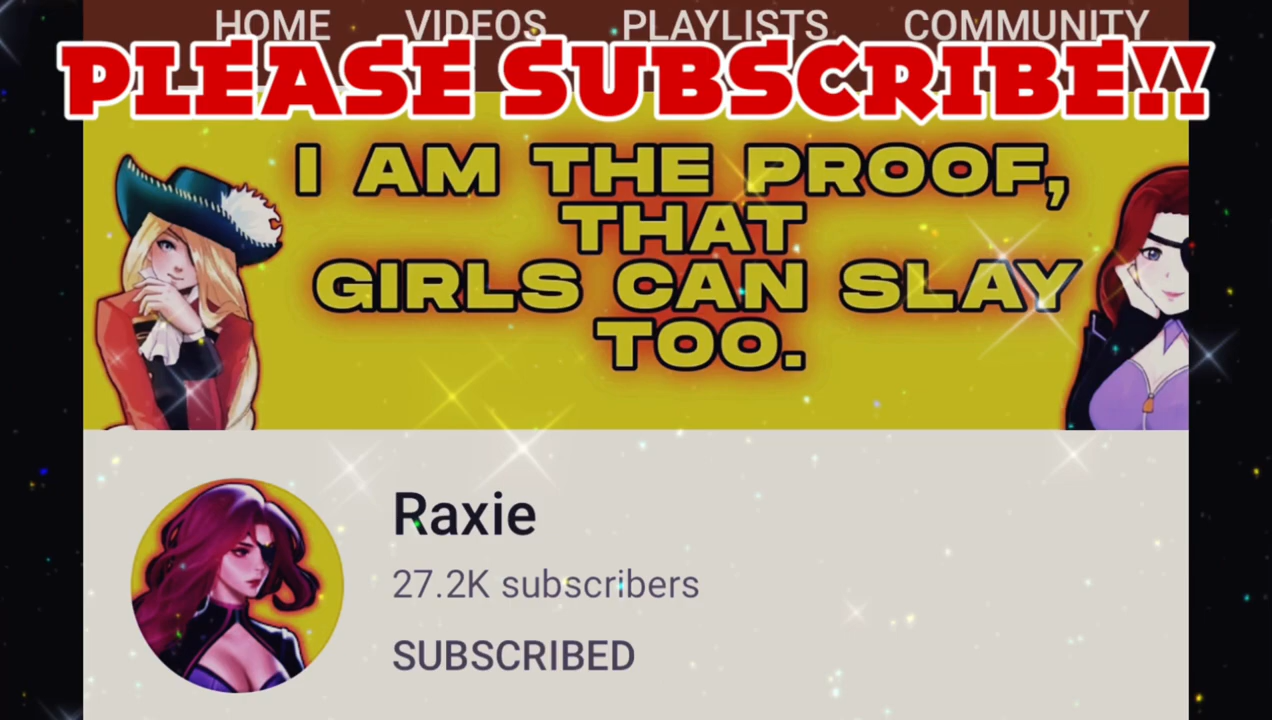 HOME VIDEOS PLAYLISTS COMMUNITY
PLEASE SUBSCRIBE!!
I AM THE PROOF,
THAT
GIRLS CAN SLAY
TOO.
Raxie
27.2K subscribers
SUBSCRIBED